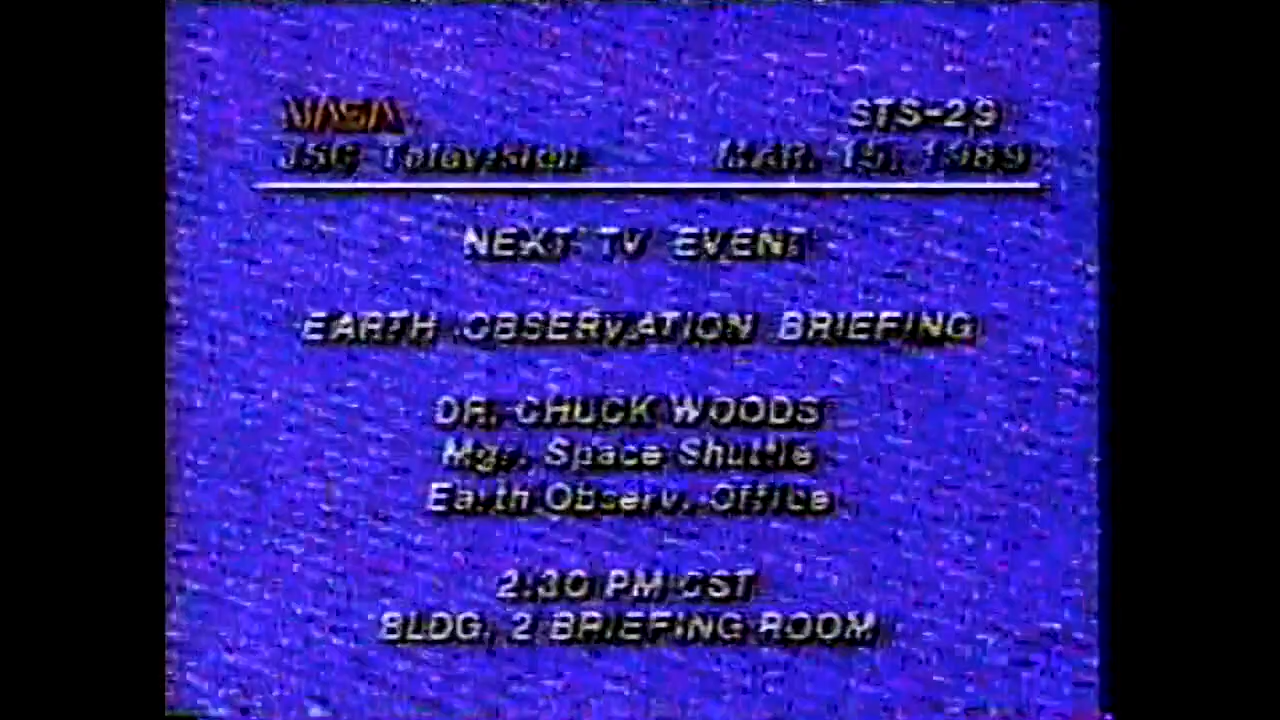 NASA STS-29
JSC Television MAR. 15, 1989
NEXT TV EVENT
EARTH OBSERVATION BRIEFING
DR. CHUCK WOODS
Mgr. Space Shuttle
Earth Observ. Office
2:30 PM CST
BLDG. 2 BRIEFING ROOM